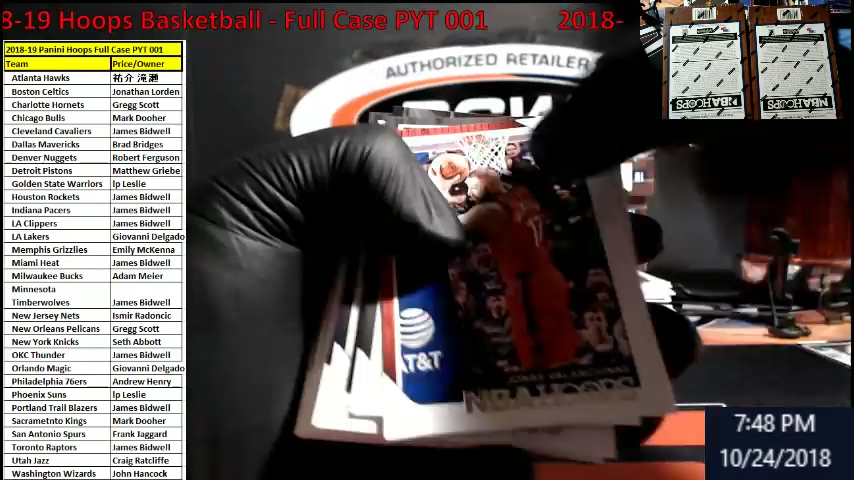 8-19 Hoops Basketball - Full Case PYT 001 2018-
2018-19 Panini Hoops Full Case PYT 001
Team Price/Owner
Atlanta Hawks 祐介 滝瀬
Boston Celtics Jonathan Lorden
Charlotte Hornets Gregg Scott
Chicago Bulls Mark Dooher
Cleveland Cavaliers James Bidwell
Dallas Mavericks Brad Bridges
Denver Nuggets Robert Ferguson
Detroit Pistons Matthew Griebe
Golden State Warriors lp Leslie
Houston Rockets James Bidwell
Indiana Pacers James Bidwell
LA Clippers James Bidwell
LA Lakers Giovanni Delgado
Memphis Grizzlies Emily McKenna
Miami Heat James Bidwell
Milwaukee Bucks Adam Meier
Minnesota
Timberwolves James Bidwell
New Jersey Nets Ismir Radoncic
New Orleans Pelicans Gregg Scott
New York Knicks Seth Abbott
OKC Thunder James Bidwell
Orlando Magic Giovanni Delgado
Philadelphia 76ers Andrew Henry
Phoenix Suns lp Leslie
Portland Trail Blazers James Bidwell
Sacrametnto Kings Mark Dooher
San Antonio Spurs Frank Jaggard
Toronto Raptors James Bidwell
Utah Jazz Craig Ratcliffe
Washington Wizards John Hancock
AUTHORIZED RETAILER
AT&T
NBA HOOPS
NBA HOOPS
NBA HOOPS
7:48 PM
10/24/2018